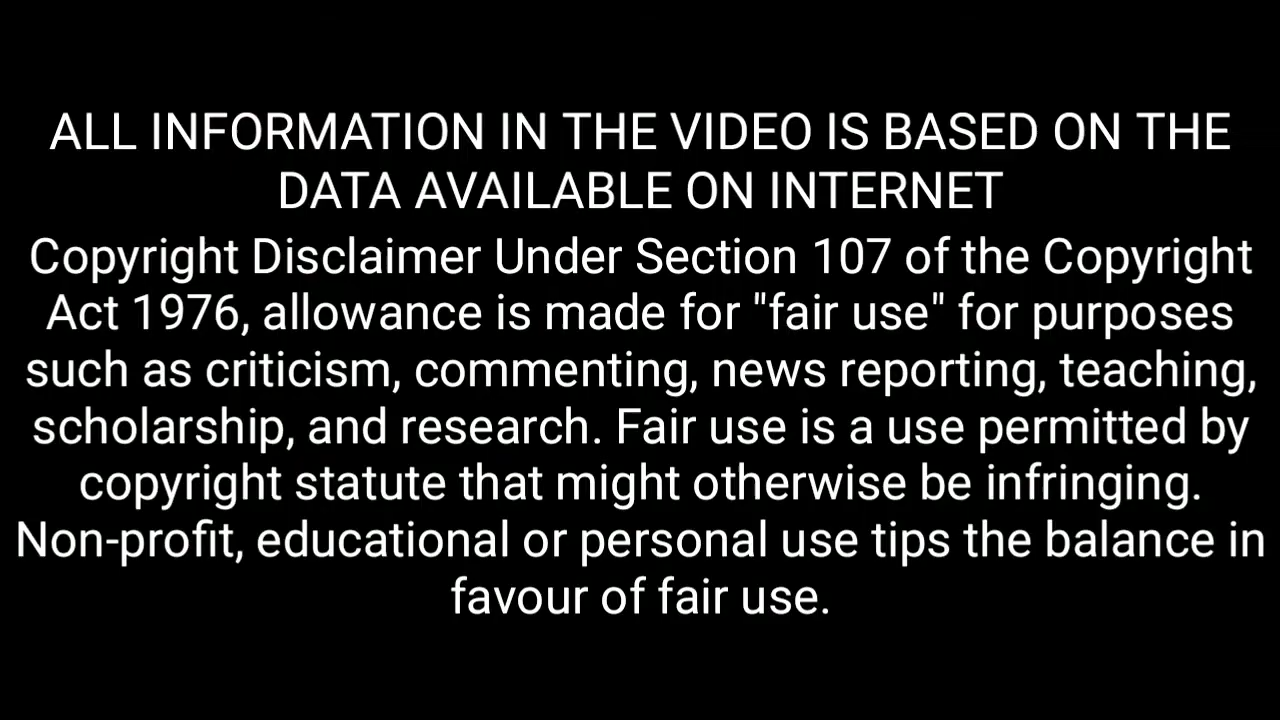 ALL INFORMATION IN THE VIDEO IS BASED ON THE
DATA AVAILABLE ON INTERNET
Copyright Disclaimer Under Section 107 of the Copyright
Act 1976, allowance is made for "fair use" for purposes
such as criticism, commenting, news reporting, teaching,
scholarship, and research. Fair use is a use permitted by
copyright statute that might otherwise be infringing.
Non-profit, educational or personal use tips the balance in
favour of fair use.